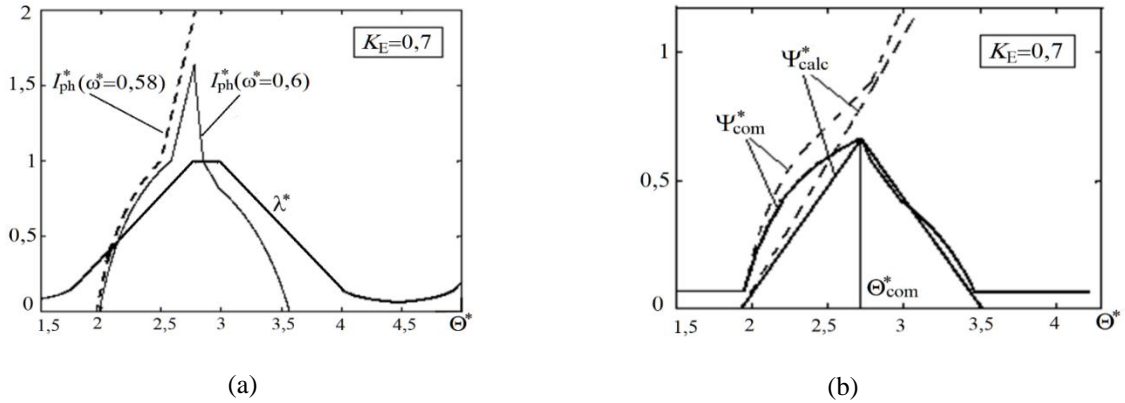 2
K_E=0,7
1,5
I*_ph(ω*=0,58)
I*_ph(ω*=0,6)
1
λ*
0,5
0
1,5 2 2,5 3 3,5 4 4,5 Θ*
(a)
K_E=0,7
1
Ψ*_calc
Ψ*_com
0,5
Θ*_com
0
1,5 2 2,5 3 3,5 4 Θ*
(b)